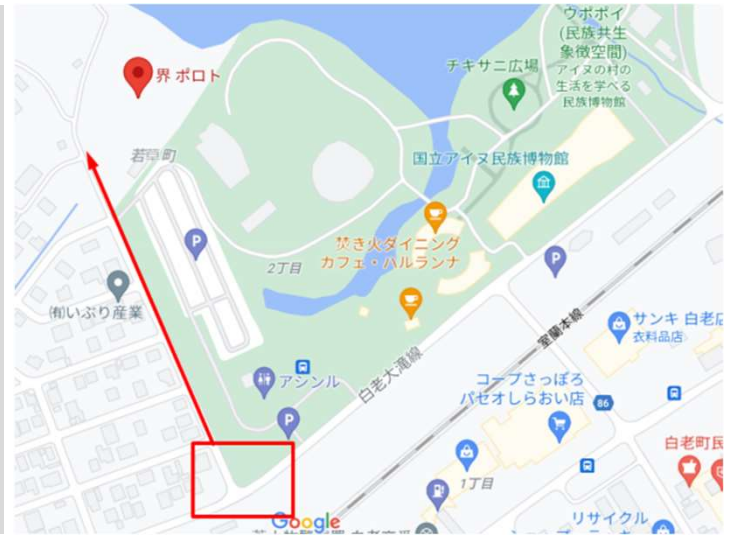 ウポポイ
(民族共生
象徴空間)
アイヌの村の
生活を学べる
民族博物館
チキサニ広場
界 ポロト
若草町
国立アイヌ民族博物館
焚き火ダイニング
カフェ・ハルランナ
2丁目
㈲いぶり産業
室蘭本線
サンキ 白老店
衣料品店
白老大滝線
アシンル
コープさっぽろ
パセオしらおい店
86
白老町民
1丁目
Google
リサイクル